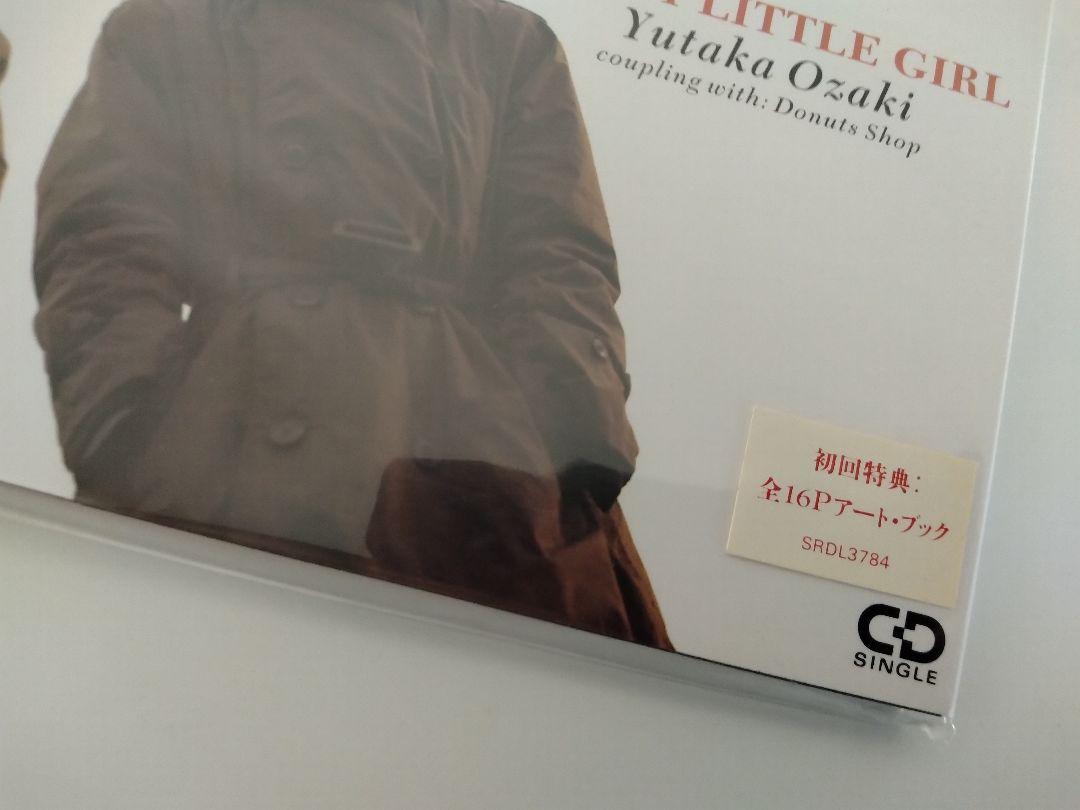 LITTLE GIRL
Yutaka Ozaki
coupling with: Donuts Shop
初回特典:
全16Pアート・ブック
SRDL3784
CD
SINGLE